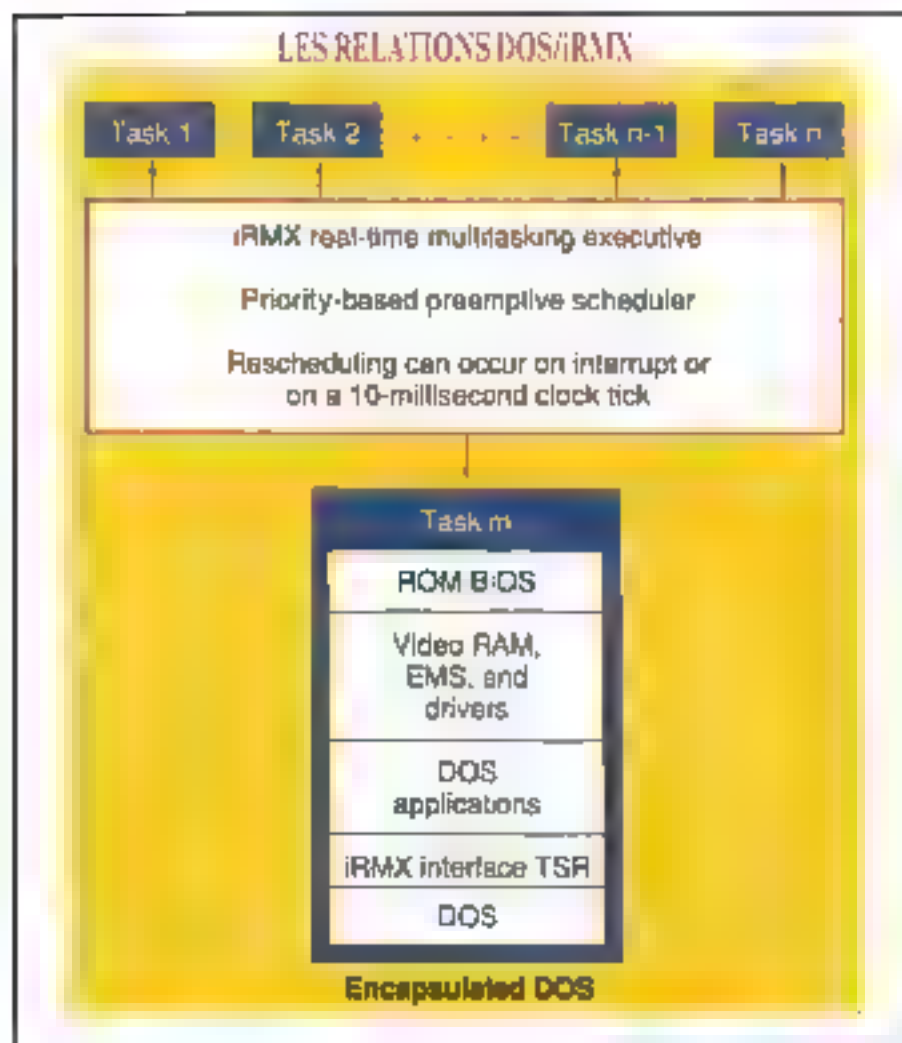 LES RELATIONS DOS/iRMX
Task 1 Task 2 . . . . Task n-1 Task n
iRMX real-time multitasking executive
Priority-based preemptive scheduler
Rescheduling can occur on interrupt or
on a 10-millisecond clock tick
Task m
ROM BIOS
Video RAM,
EMS, and
drivers
DOS
applications
iRMX interface TSR
DOS
Encapsulated DOS